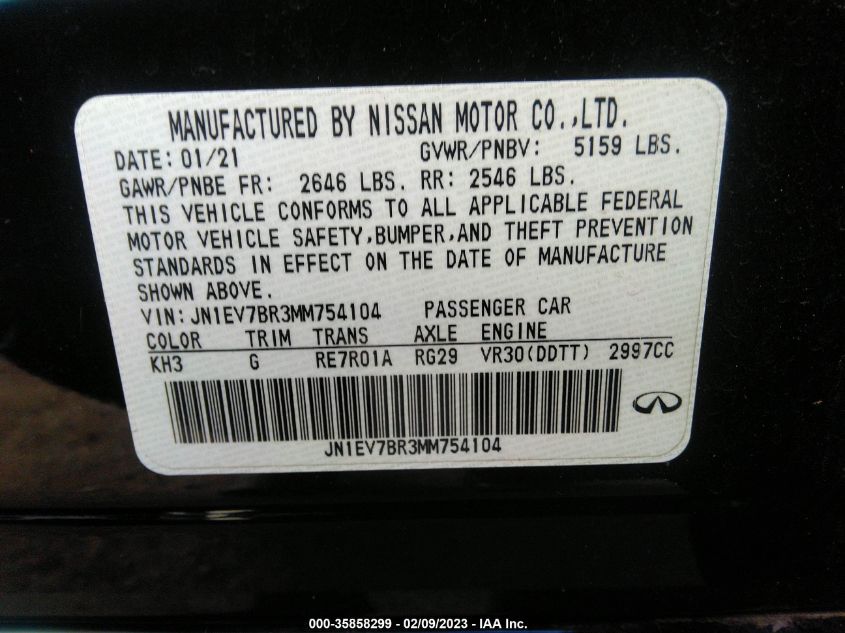 MANUFACTURED BY NISSAN MOTOR CO.,LTD.
DATE: 01/21 GVWR/PNBV: 5159 LBS.
GAWR/PNBE FR: 2646 LBS. RR: 2546 LBS.
THIS VEHICLE CONFORMS TO ALL APPLICABLE FEDERAL
MOTOR VEHICLE SAFETY,BUMPER,AND THEFT PREVENTION
STANDARDS IN EFFECT ON THE DATE OF MANUFACTURE
SHOWN ABOVE.
VIN: JN1EV7BR3MM754104 PASSENGER CAR
COLOR TRIM TRANS AXLE ENGINE
KH3 G RE7R01A RG29 VR30(DDTT) 2997CC
JN1EV7BR3MM754104
000-35858299 - 02/09/2023 - IAA Inc.